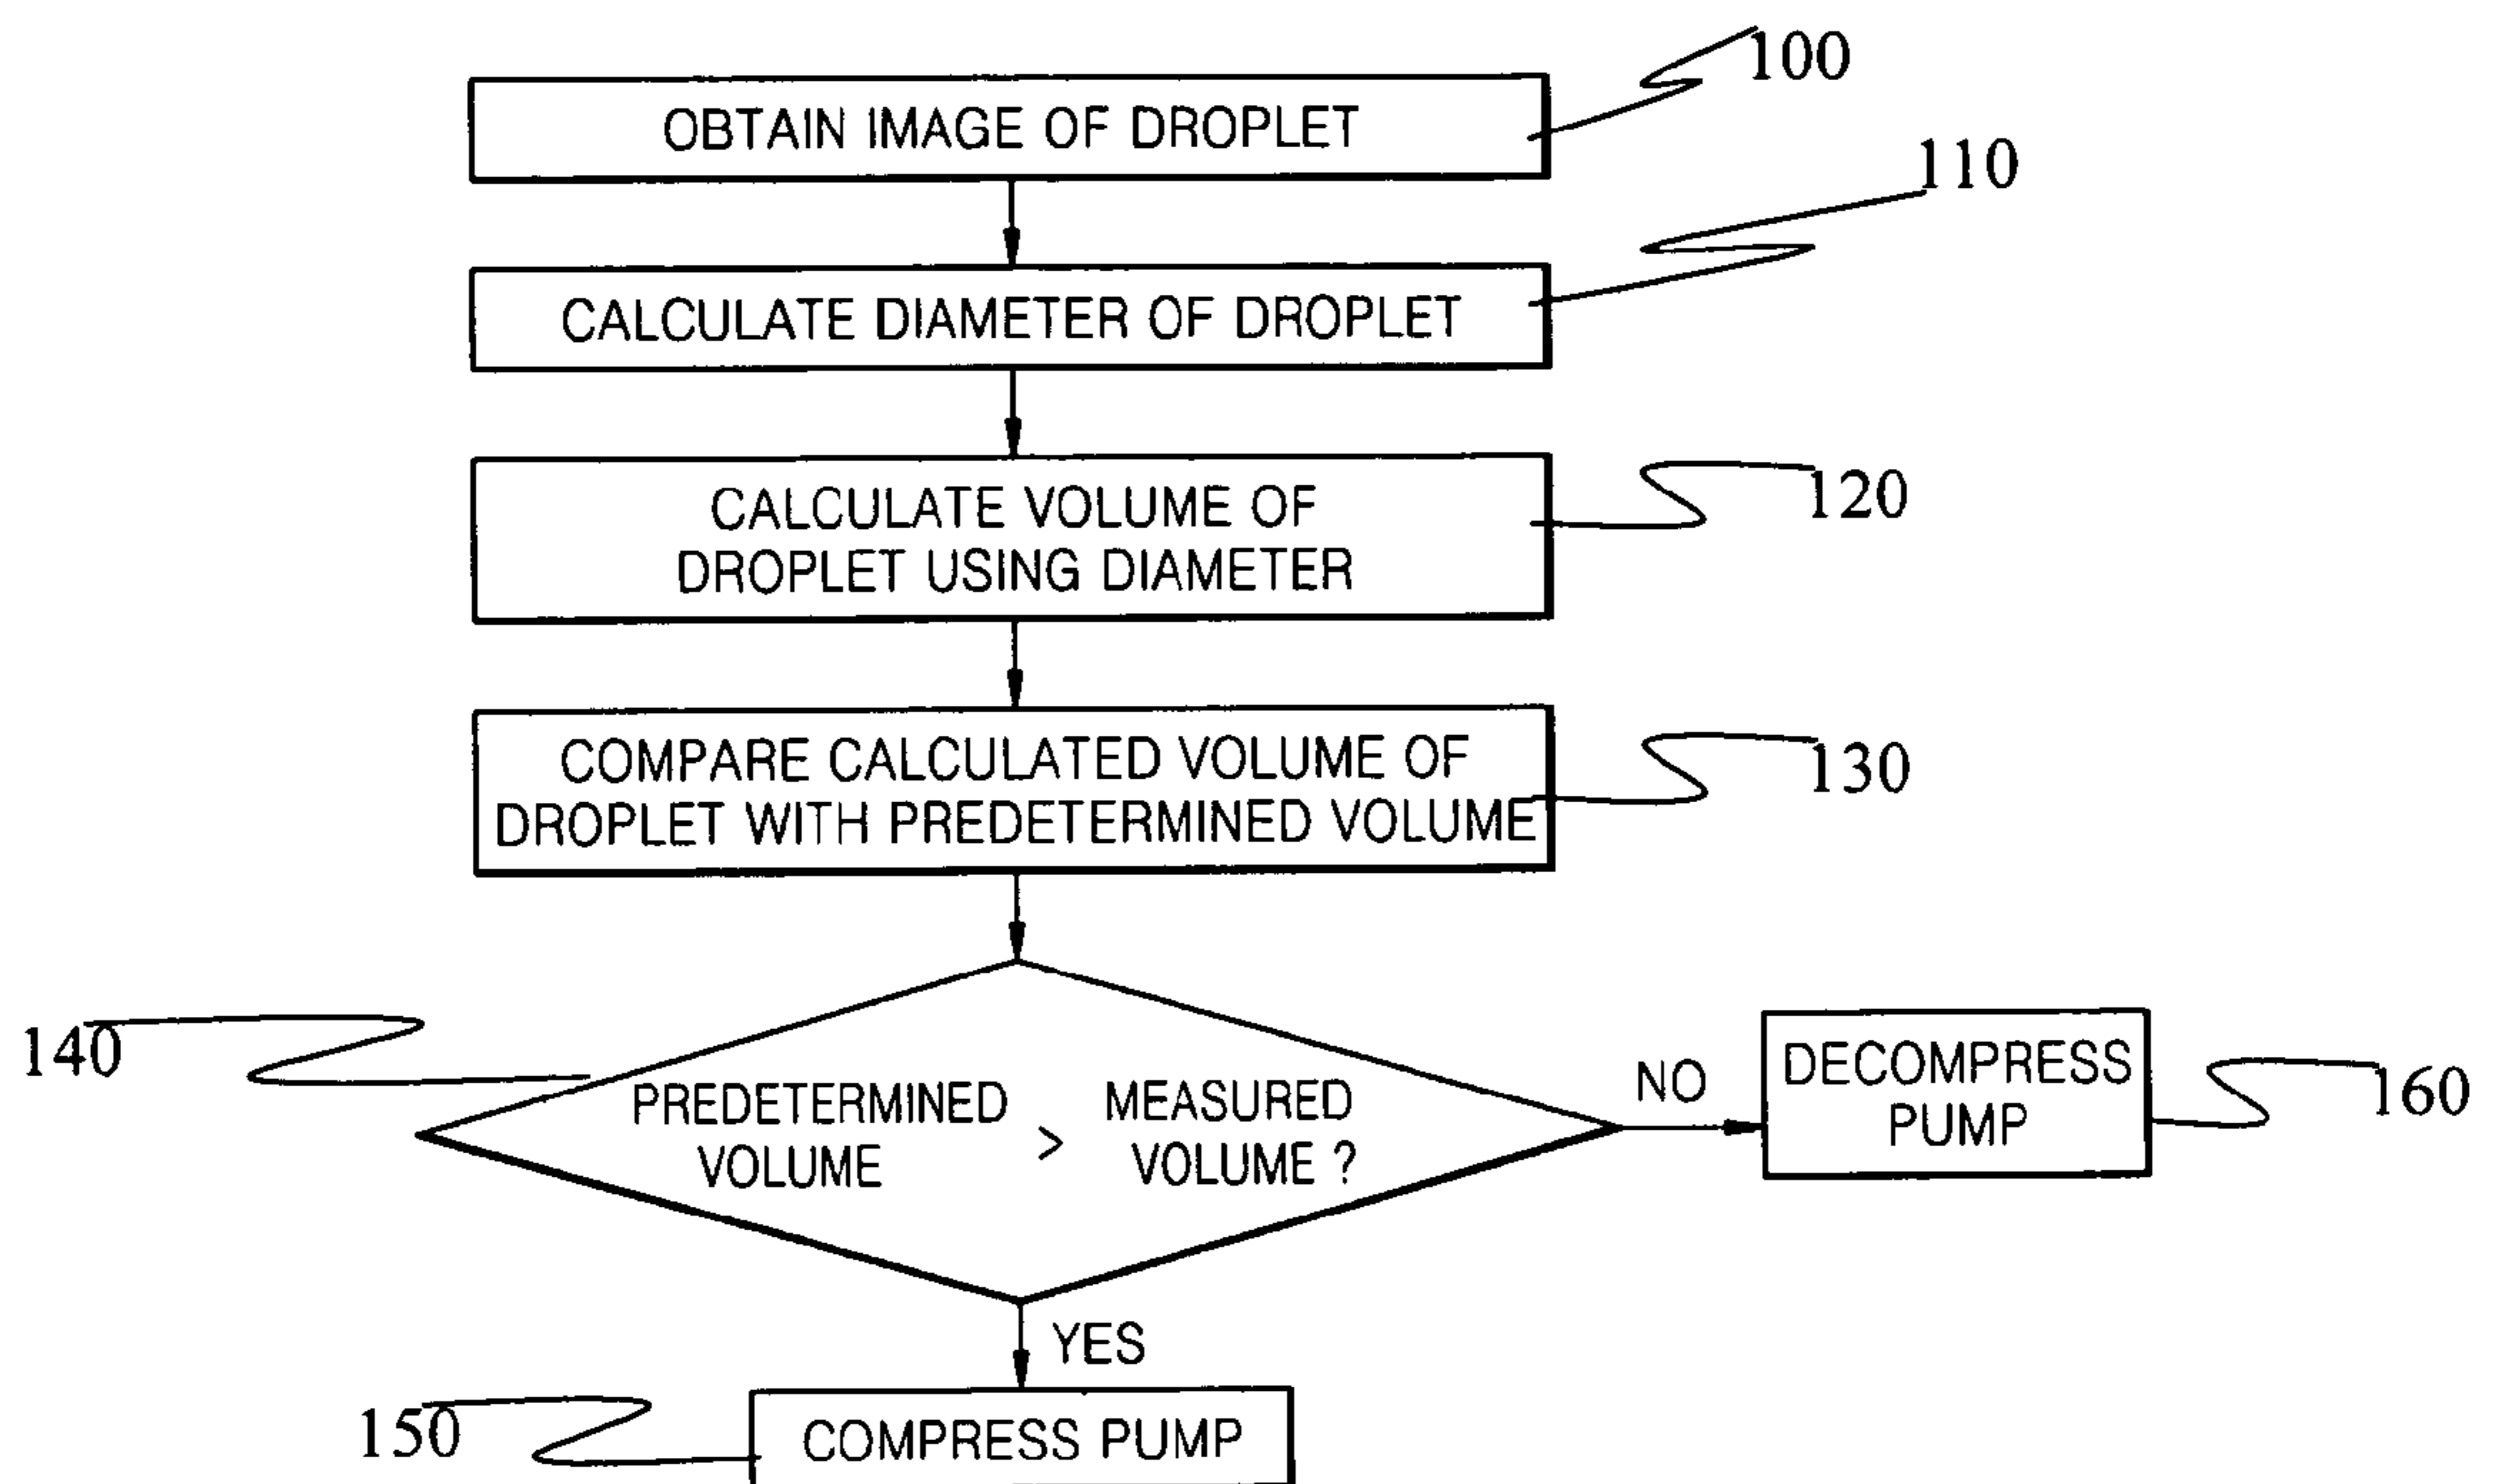 100
OBTAIN IMAGE OF DROPLET
110
CALCULATE DIAMETER OF DROPLET
120
CALCULATE VOLUME OF
DROPLET USING DIAMETER
130
COMPARE CALCULATED VOLUME OF
DROPLET WITH PREDETERMINED VOLUME
140
PREDETERMINED
VOLUME
>
MEASURED
VOLUME ?
NO
DECOMPRESS
PUMP
160
YES
150
COMPRESS PUMP